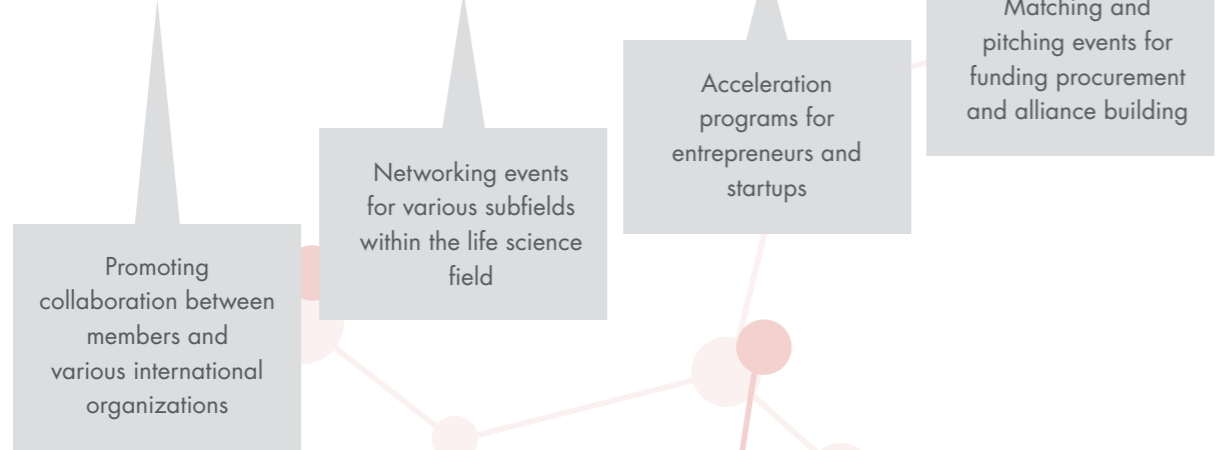 Promoting
collaboration between
members and
various international
organizations
Networking events
for various subfields
within the life science
field
Acceleration
programs for
entrepreneurs and
startups
Matching and
pitching events for
funding procurement
and alliance building